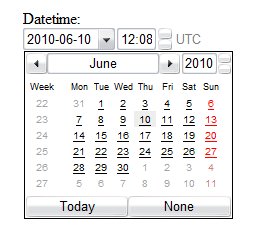 Datetime:
2010-06-10 12:08 UTC
June 2010
Week Mon Tue Wed Thu Fri Sat Sun
22 31 1 2 3 4 5 6
23 7 8 9 10 11 12 13
24 14 15 16 17 18 19 20
25 21 22 23 24 25 26 27
26 28 29 30 1 2 3 4
27 5 6 7 8 9 10 11
Today None